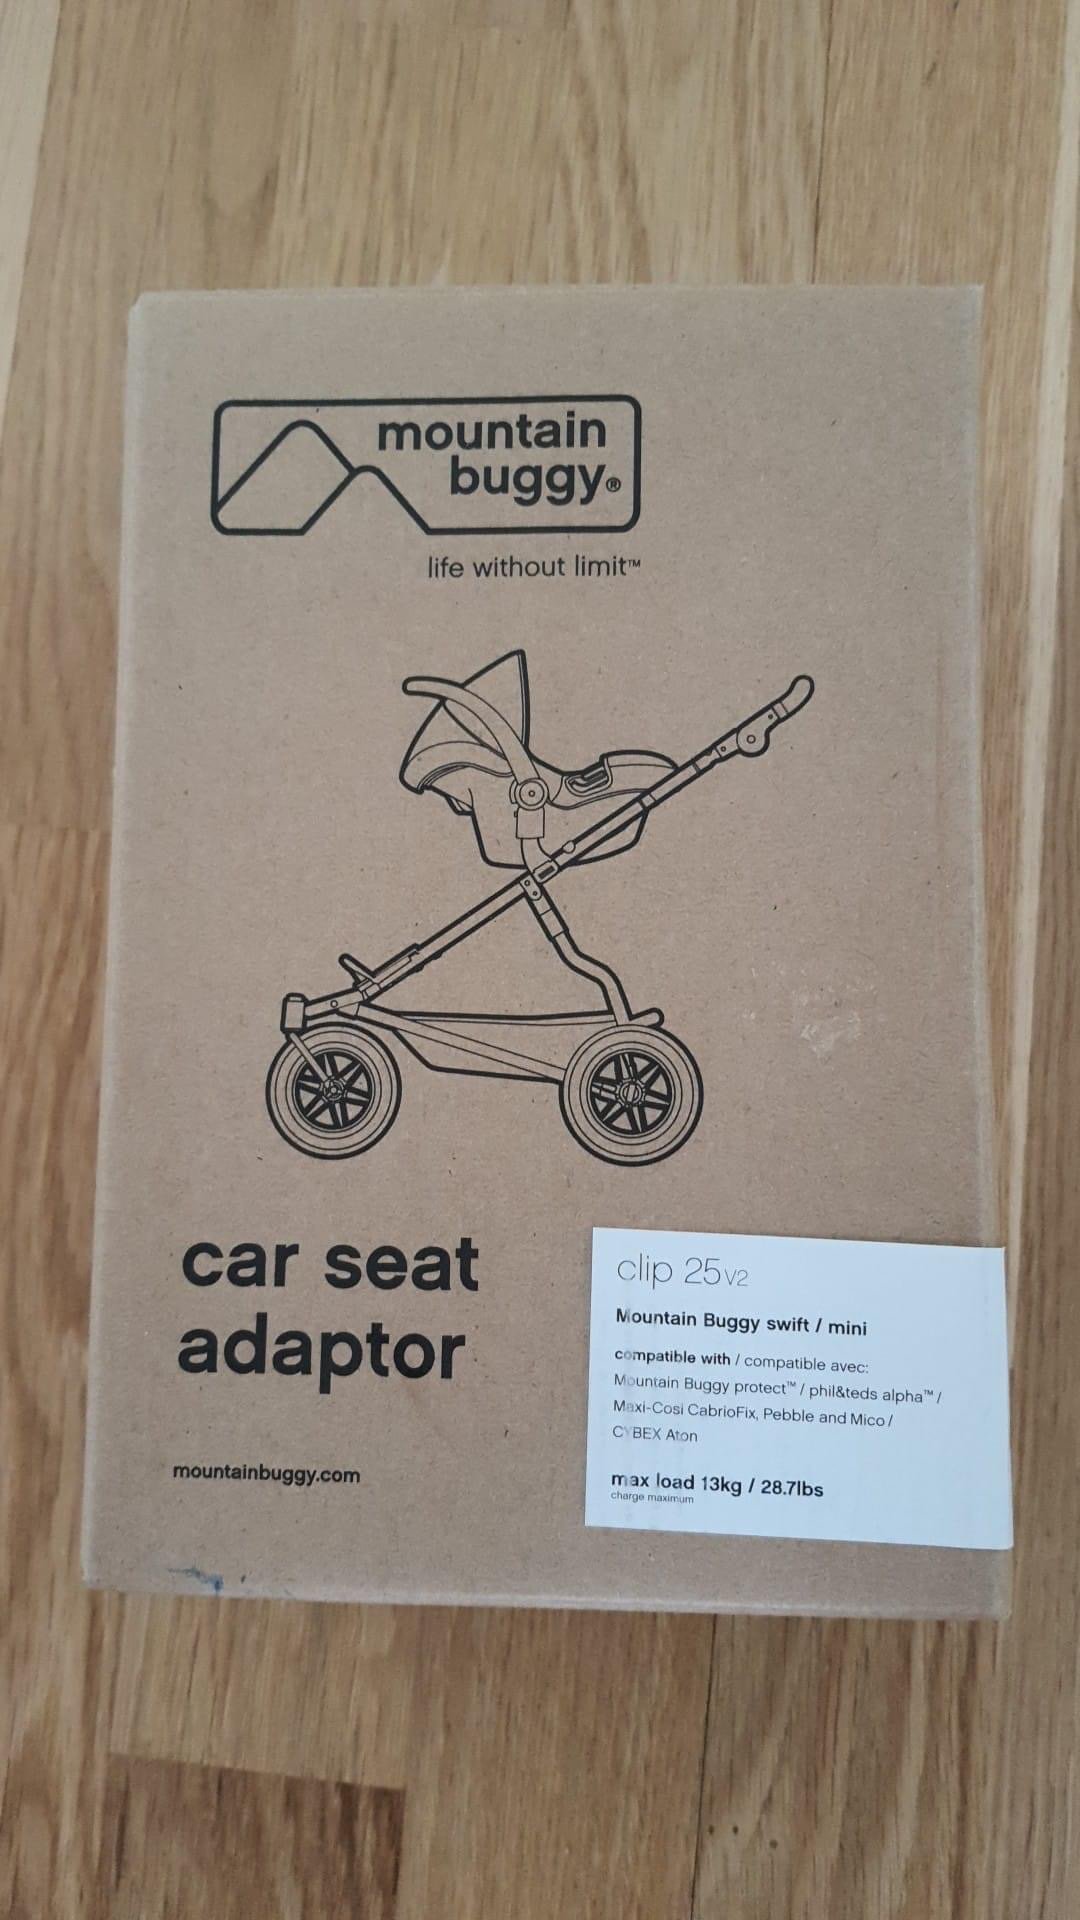 mountain
buggy®
life without limit™
car seat
adaptor
mountainbuggy.com
clip 25 V2
Mountain Buggy swift / mini
compatible with / compatible avec:
Mountain Buggy protect™ / phil&teds alpha™ /
Maxi-Cosi CabrioFix, Pebble and Mico /
CYBEX Aton
max load 13kg / 28.7lbs
charge maximum